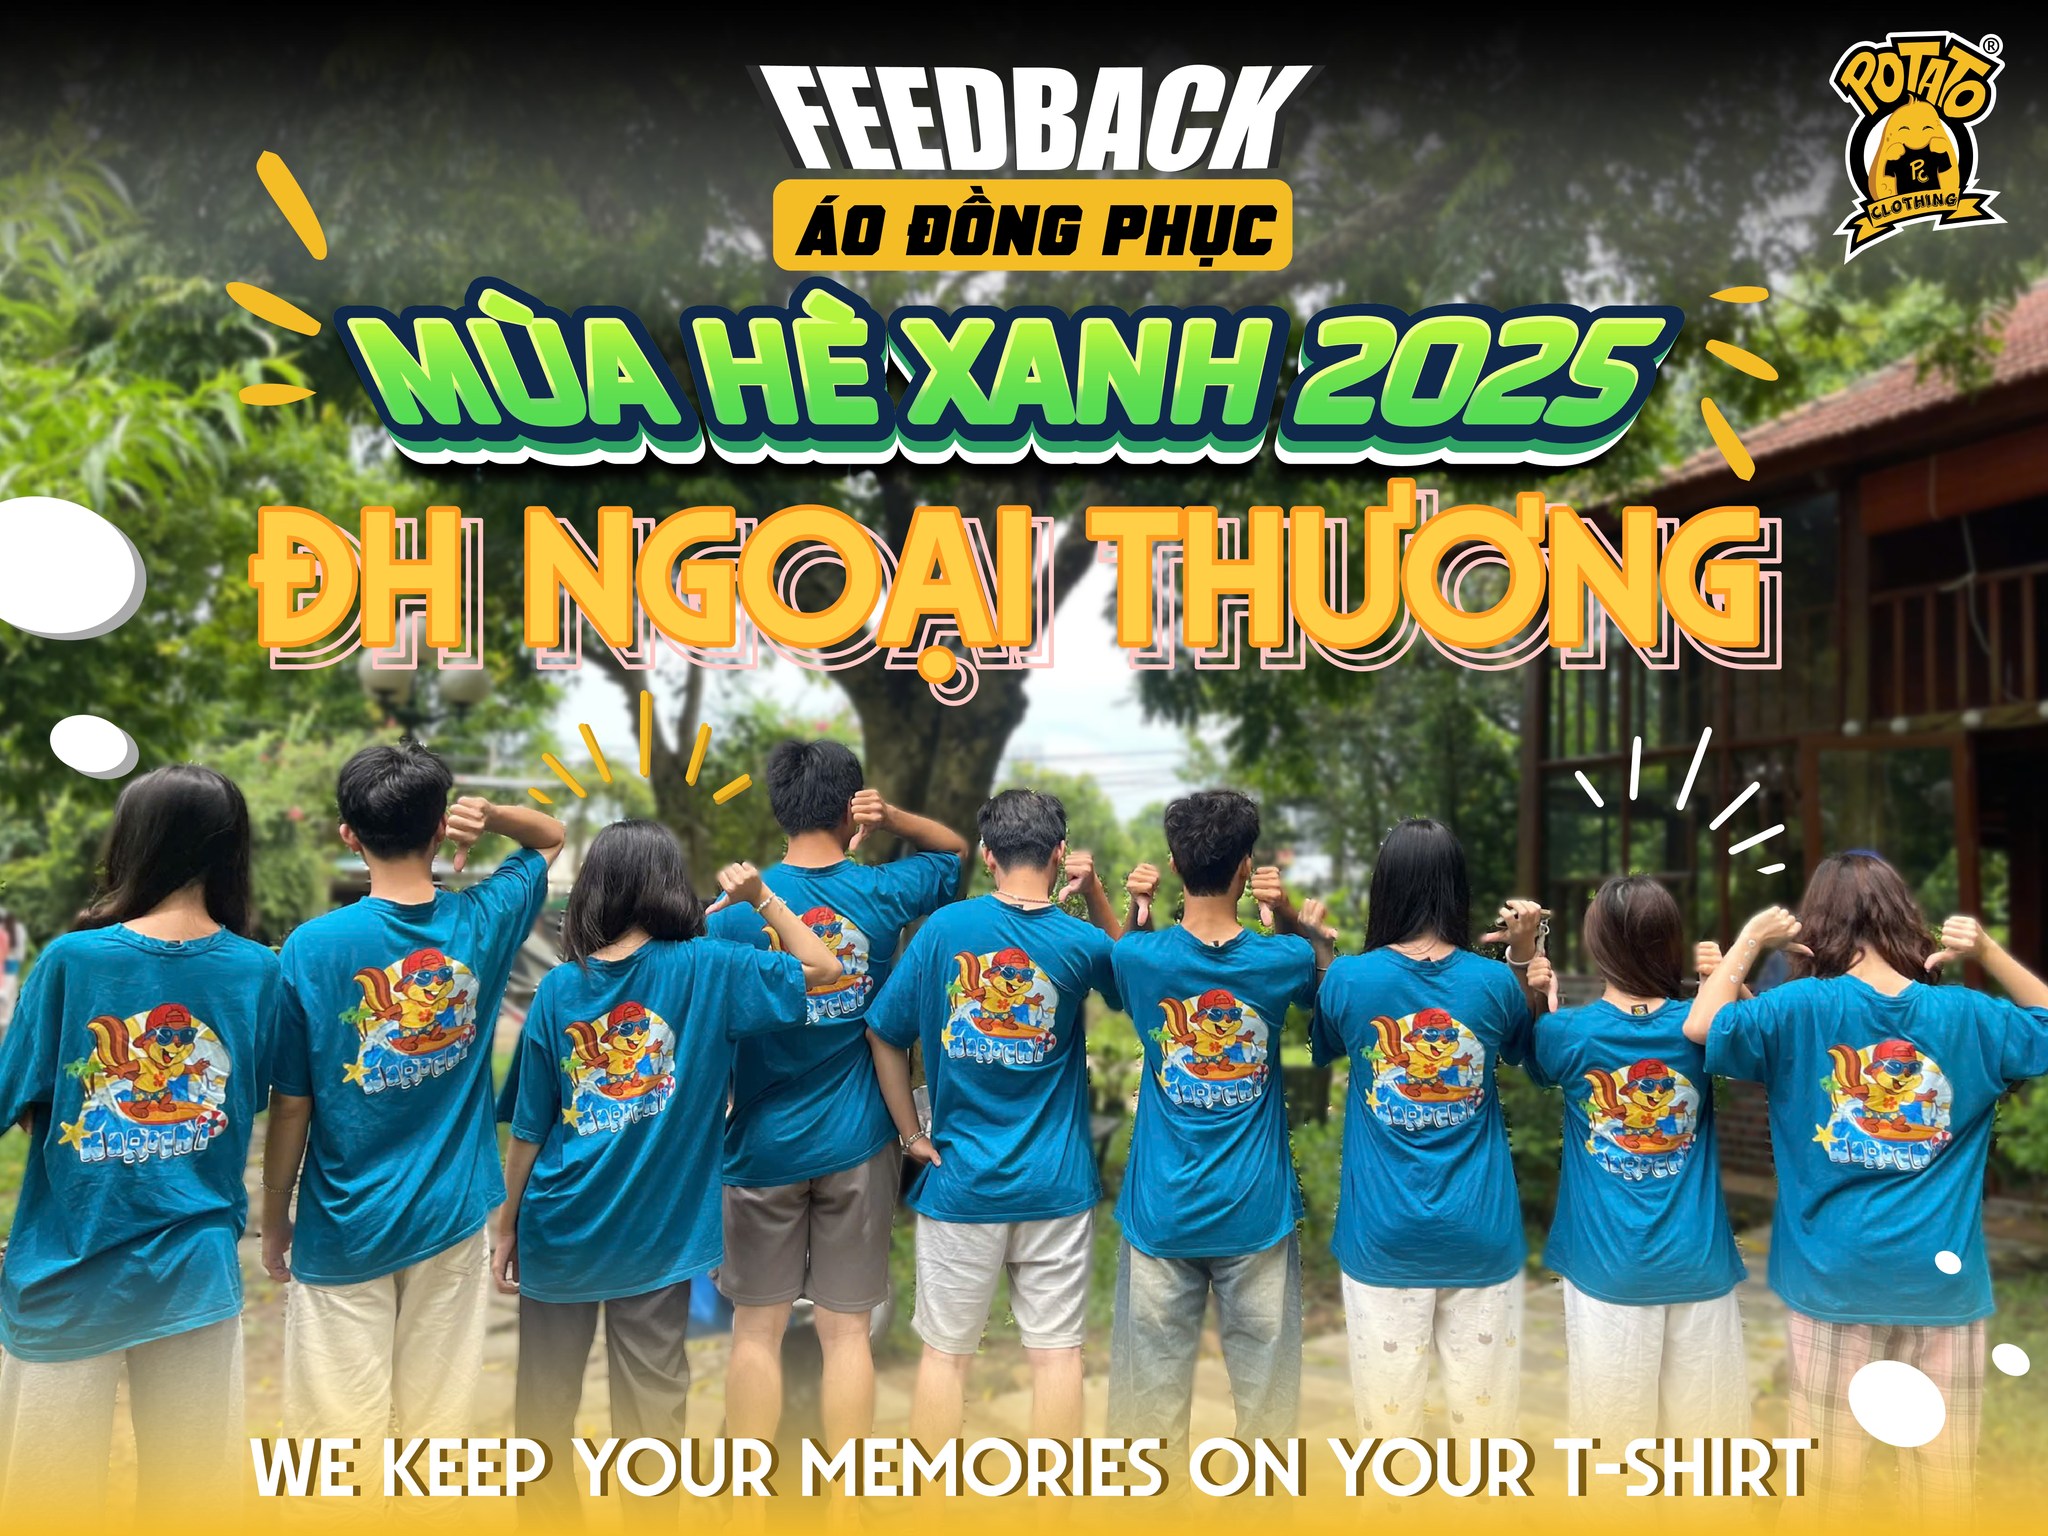 FEEDBACK
POTATO®
PC
CLOTHING
ÁO ĐỒNG PHỤC
MÙA HÈ XANH 2025
ĐH NGOẠI THƯƠNG
WE KEEP YOUR MEMORIES ON YOUR T-SHIRT